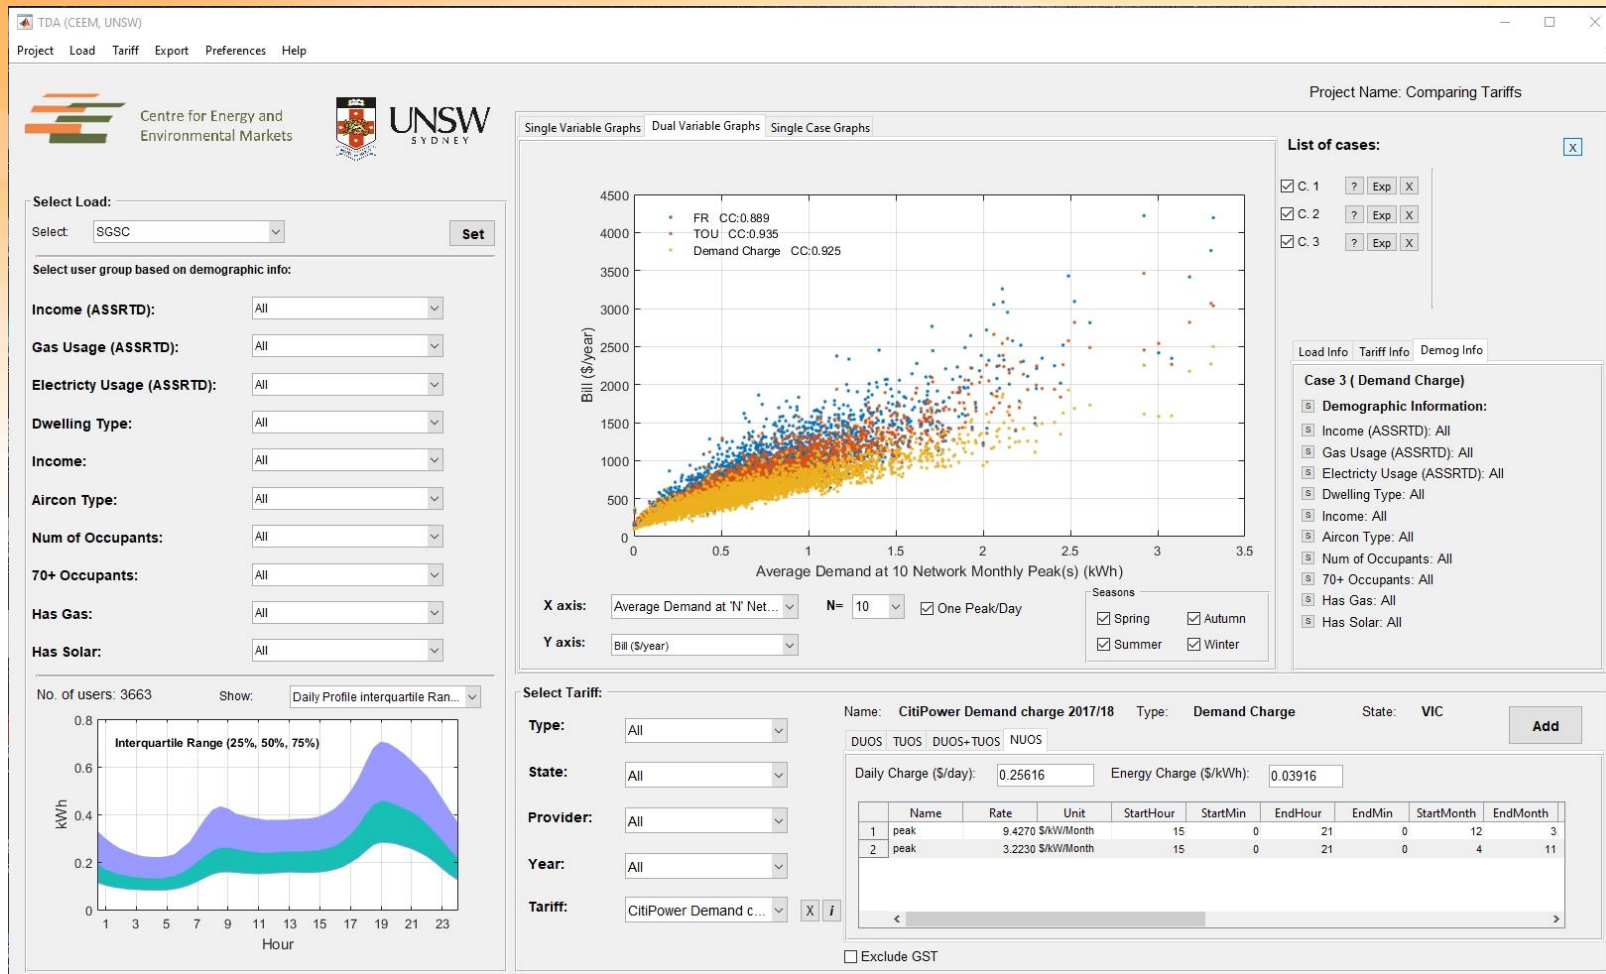 TDA (CEEM, UNSW)
Project Load Tariff Export Preferences Help
Centre for Energy and
Environmental Markets
UNSW
SYDNEY
Project Name: Comparing Tariffs
Select Load:
Select: SGSC Set
Select user group based on demographic info:
Income (ASSRTD): All
Gas Usage (ASSRTD): All
Electricty Usage (ASSRTD): All
Dwelling Type: All
Income: All
Aircon Type: All
Num of Occupants: All
70+ Occupants: All
Has Gas: All
Has Solar: All
No. of users: 3663 Show: Daily Profile interquartile Ran...
Interquartile Range (25%, 50%, 75%)
kWh
0.8
0.6
0.4
0.2
0
1 3 5 7 9 11 13 15 17 19 21 23
Hour
Single Variable Graphs Dual Variable Graphs Single Case Graphs
FR CC:0.889
TOU CC:0.935
Demand Charge CC:0.925
Bill ($/year)
4500
4000
3500
3000
2500
2000
1500
1000
500
0
0 0.5 1 1.5 2 2.5 3 3.5
Average Demand at 10 Network Monthly Peak(s) (kWh)
X axis: Average Demand at 'N' Net... N= 10 One Peak/Day
Y axis: Bill ($/year)
Seasons
Spring Autumn
Summer Winter
List of cases: X
C. 1 ? Exp X
C. 2 ? Exp X
C. 3 ? Exp X
Load Info Tariff Info Demog Info
Case 3 ( Demand Charge)
S Demographic Information:
S Income (ASSRTD): All
S Gas Usage (ASSRTD): All
S Electricty Usage (ASSRTD): All
S Dwelling Type: All
S Income: All
S Aircon Type: All
S Num of Occupants: All
S 70+ Occupants: All
S Has Gas: All
S Has Solar: All
Select Tariff:
Type: All
State: All
Provider: All
Year: All
Tariff: CitiPower Demand c... X i
Name: CitiPower Demand charge 2017/18 Type: Demand Charge State: VIC Add
DUOS TUOS DUOS+TUOS NUOS
Daily Charge ($/day): 0.25616 Energy Charge ($/kWh): 0.03916
Name Rate Unit StartHour StartMin EndHour EndMin StartMonth EndMonth
1 peak 9.4270 $/kW/Month 15 0 21 0 12 3
2 peak 3.2230 $/kW/Month 15 0 21 0 4 11
Exclude GST